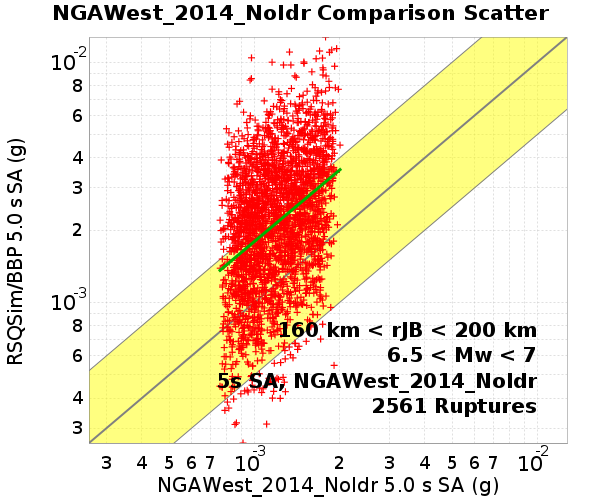 NGAWest_2014_NoIdr Comparison Scatter
RSQSim/BBP 5.0 s SA (g)
10-2
8
6
4
3
2
10-3
8
6
4
3
160 km < rJB < 200 km
6.5 < Mw < 7
5s SA, NGAWest_2014_NoIdr
2561 Ruptures
3 4 5 6 7 10-3 2 3 4 5 6 7 10-2
NGAWest_2014_NoIdr 5.0 s SA (g)